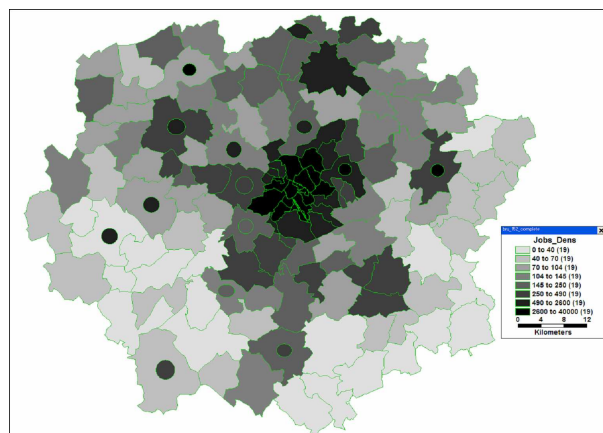 Jobs_Dens
0 to 40 (19)
40 to 70 (19)
70 to 104 (19)
104 to 145 (19)
145 to 250 (19)
250 to 490 (19)
490 to 2600 (19)
2600 to 40000 (19)
0 4 8 12
Kilometers